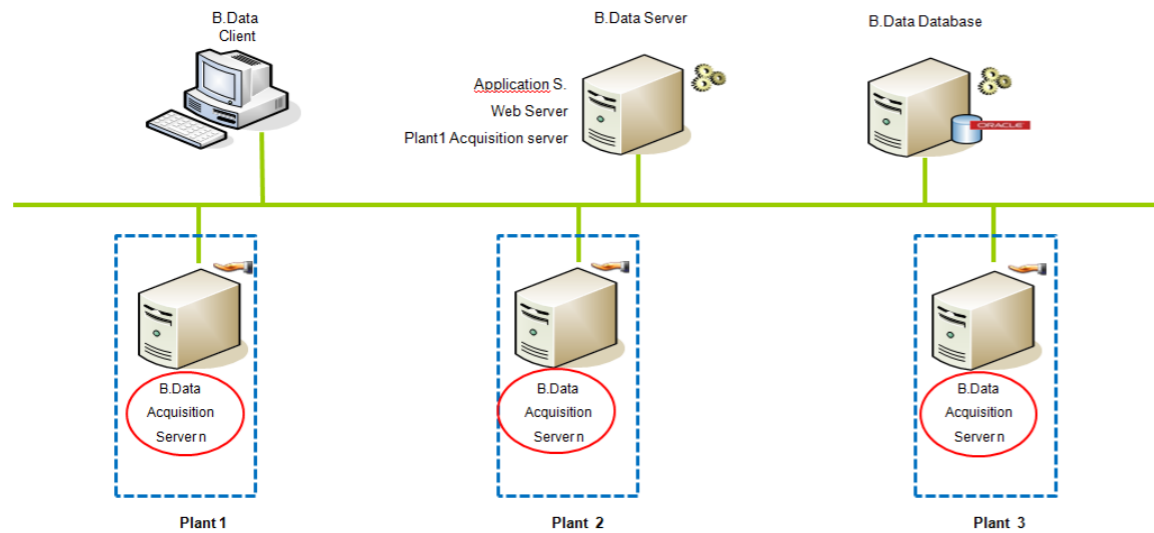 B.Data
Client
B.Data Server
B.Data Database
Application S.
Web Server
Plant1 Acquisition server
ORACLE
B.Data
Acquisition
Server n
B.Data
Acquisition
Server n
B.Data
Acquisition
Server n
Plant 1
Plant 2
Plant 3